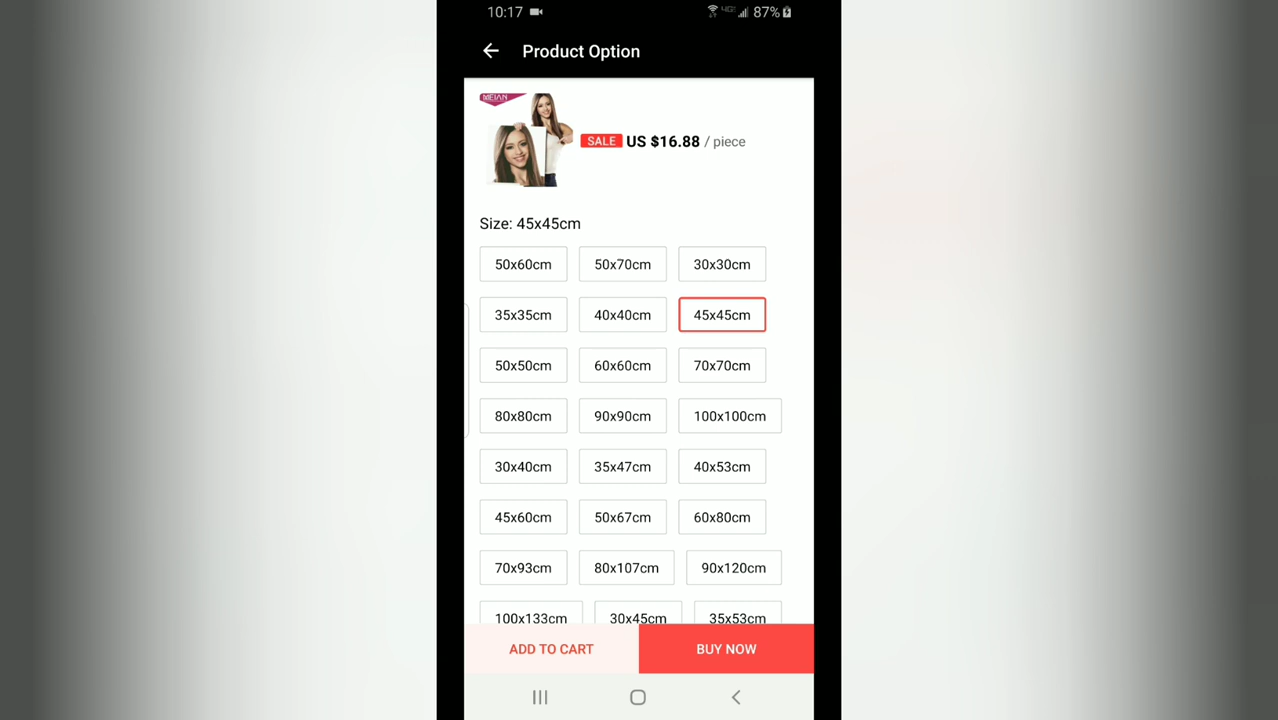 10:17 87%
Product Option
MEIAN
SALE US $16.88 / piece
Size: 45x45cm
50x60cm 50x70cm 30x30cm
35x35cm 40x40cm 45x45cm
50x50cm 60x60cm 70x70cm
80x80cm 90x90cm 100x100cm
30x40cm 35x47cm 40x53cm
45x60cm 50x67cm 60x80cm
70x93cm 80x107cm 90x120cm
100x133cm 30x45cm 35x53cm
ADD TO CART BUY NOW